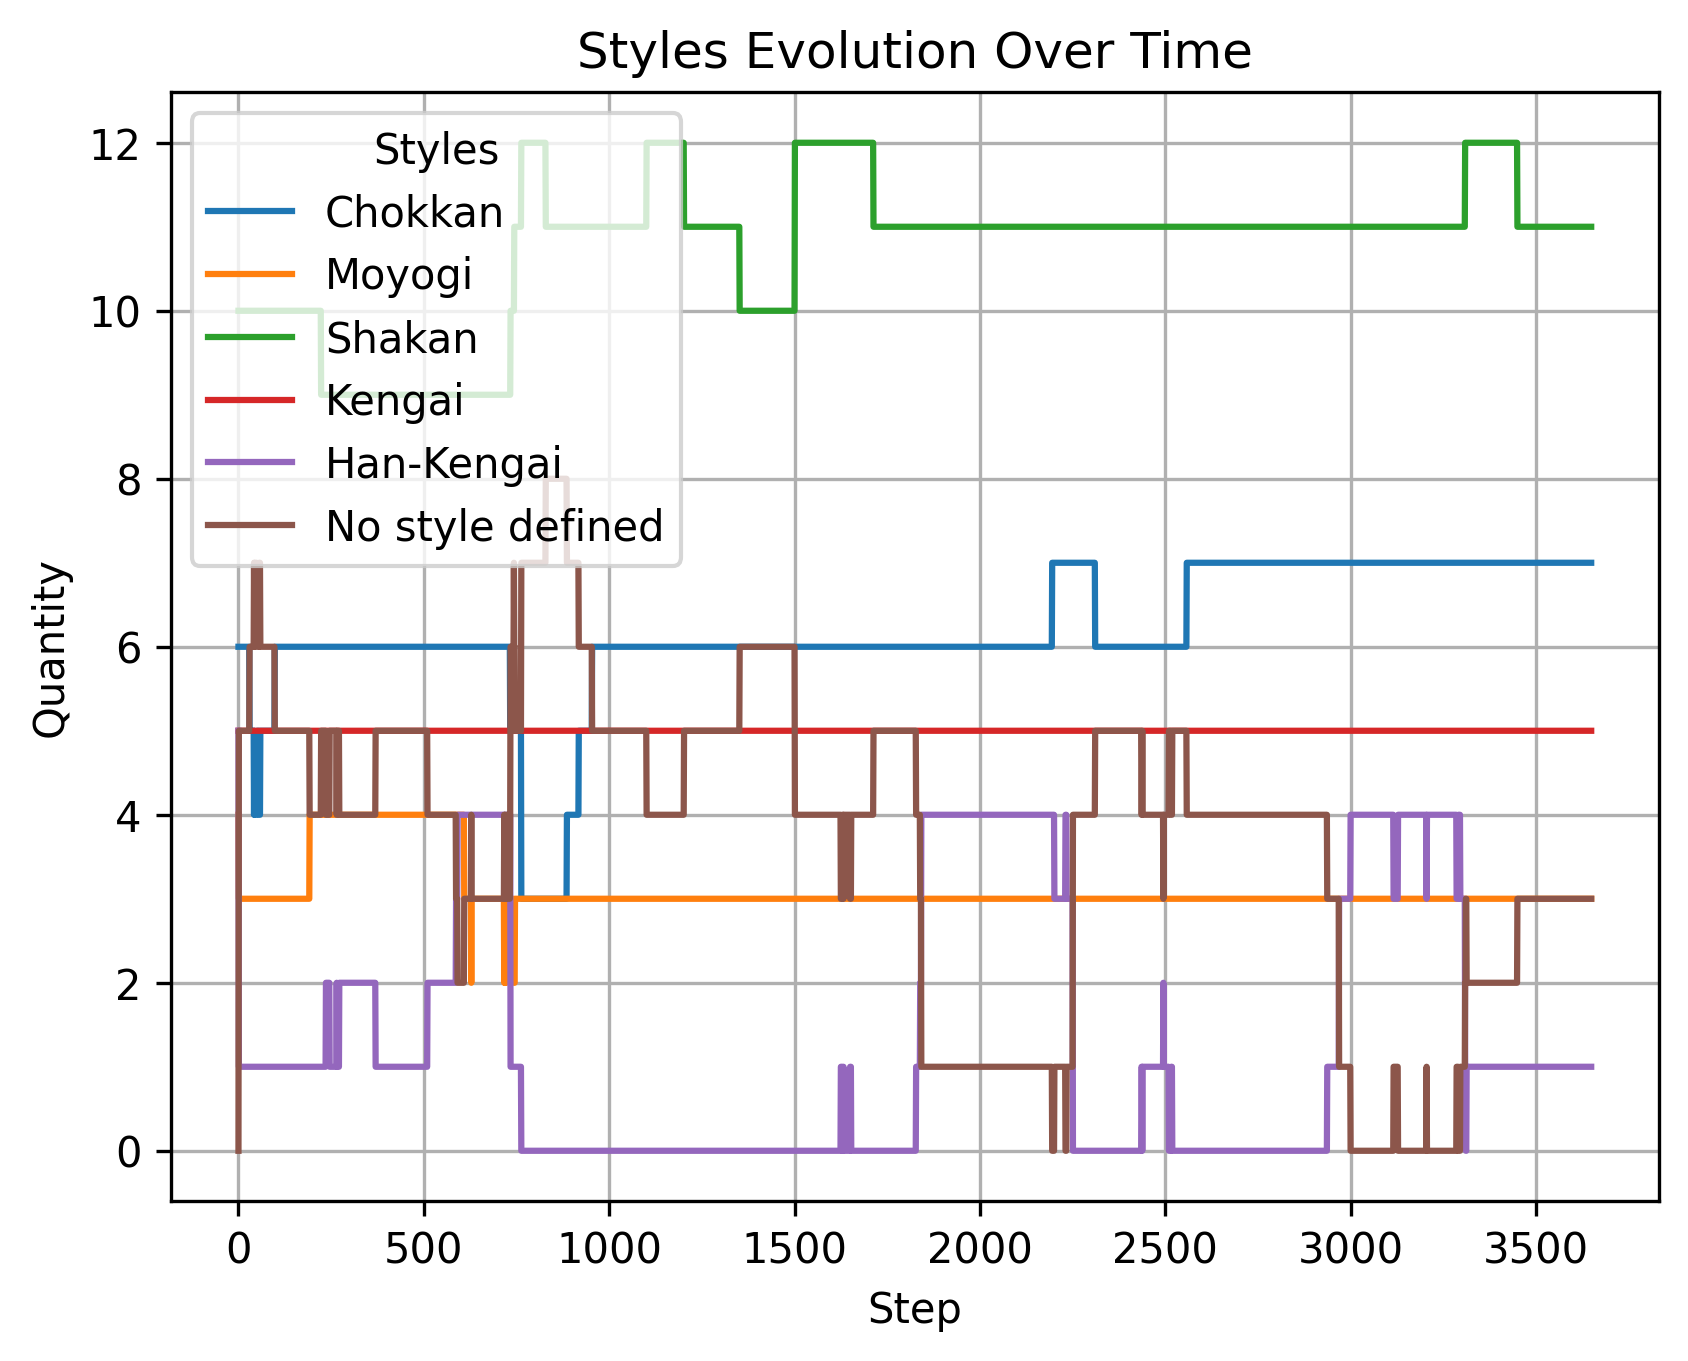 Styles Evolution Over Time
Styles
Chokkan
Moyogi
Shakan
Kengai
Han-Kengai
No style defined
12
10
8
6
4
2
0
Quantity
0 500 1000 1500 2000 2500 3000 3500
Step